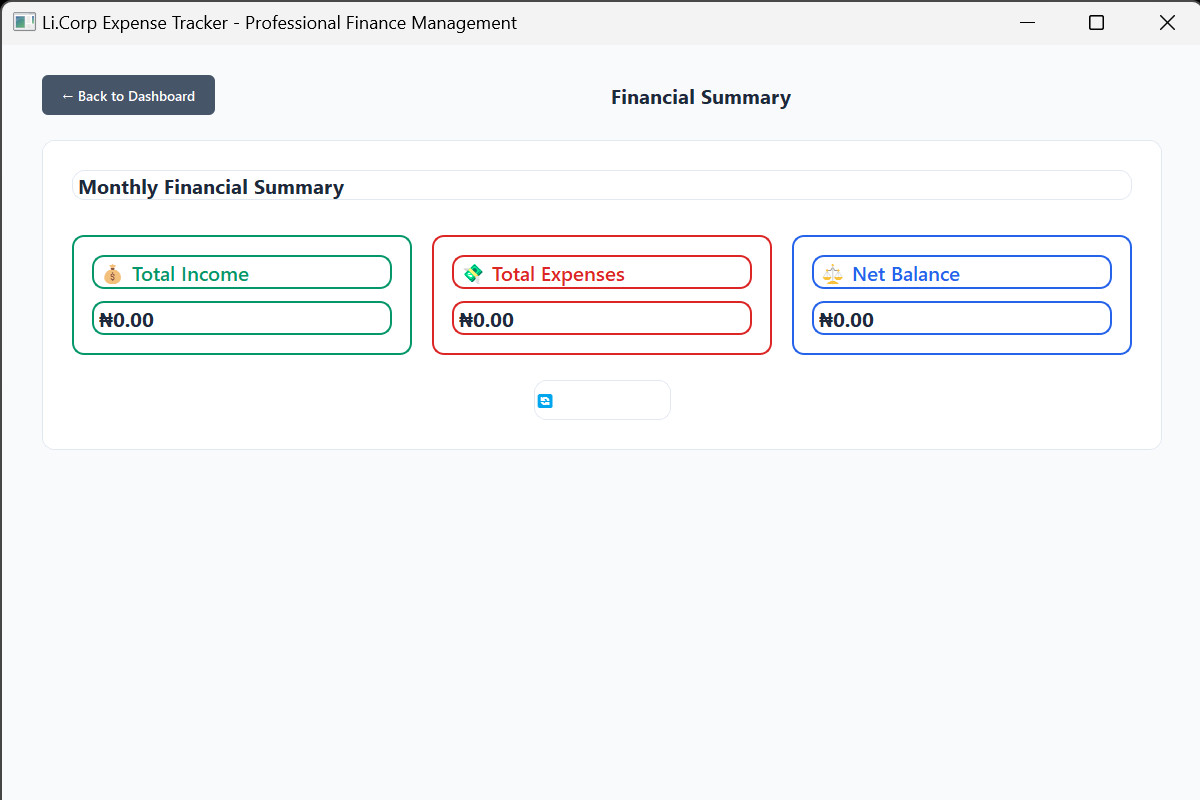 Li.Corp Expense Tracker - Professional Finance Management
← Back to Dashboard
Financial Summary
Monthly Financial Summary
💰 Total Income
💸 Total Expenses
⚖️ Net Balance
₦0.00
₦0.00
₦0.00